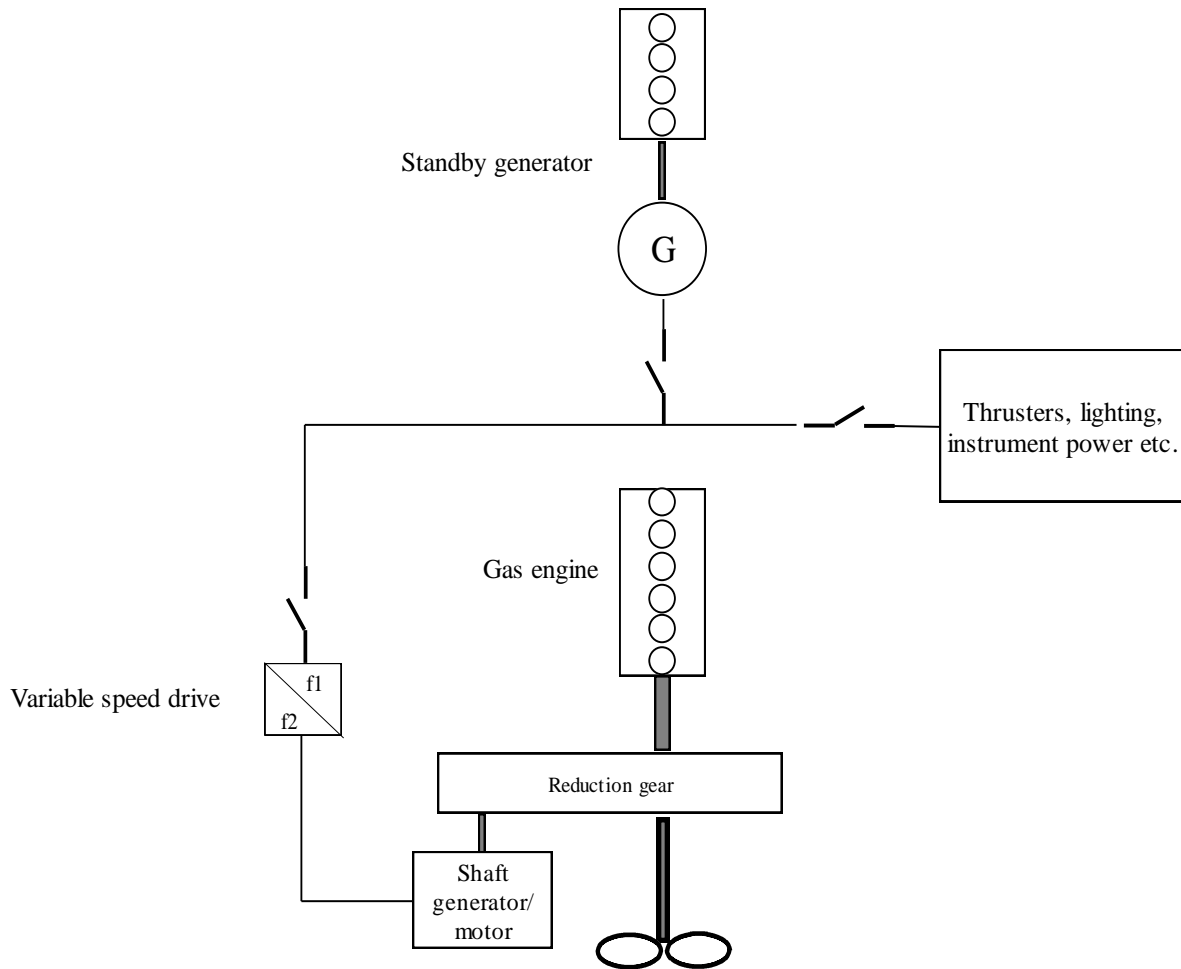 Standby generator
G
Thrusters, lighting,
instrument power etc.
Gas engine
Variable speed drive
f1
f2
Reduction gear
Shaft
generator/
motor